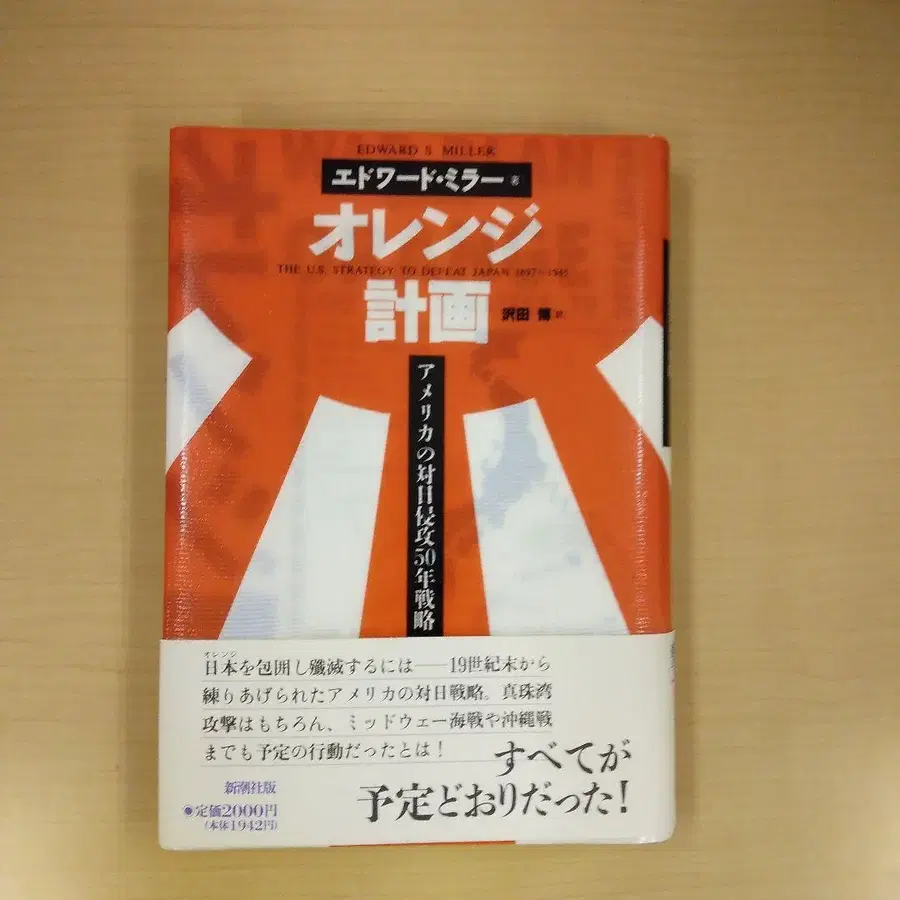 EDWARD S. MILLER
エドワード・ミラー 著
オレンジ
THE U.S. STRATEGY TO DEFEAT JAPAN 1897~1945
計画
沢田 博 訳
アメリカの対日侵攻50年戦略
オレンジ
日本を包囲し殲滅するには──19世紀末から
練りあげられたアメリカの対日戦略。真珠湾
攻撃はもちろん、ミッドウェー海戦や沖縄戦
までも予定の行動だったとは!
すべてが
予定どおりだった!
新潮社版
◉定価2000円
(本体1942円)